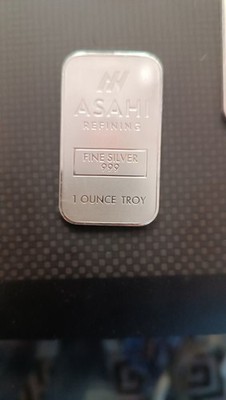 ASAHI
REFINING
FINE SILVER
999
1 OUNCE TROY